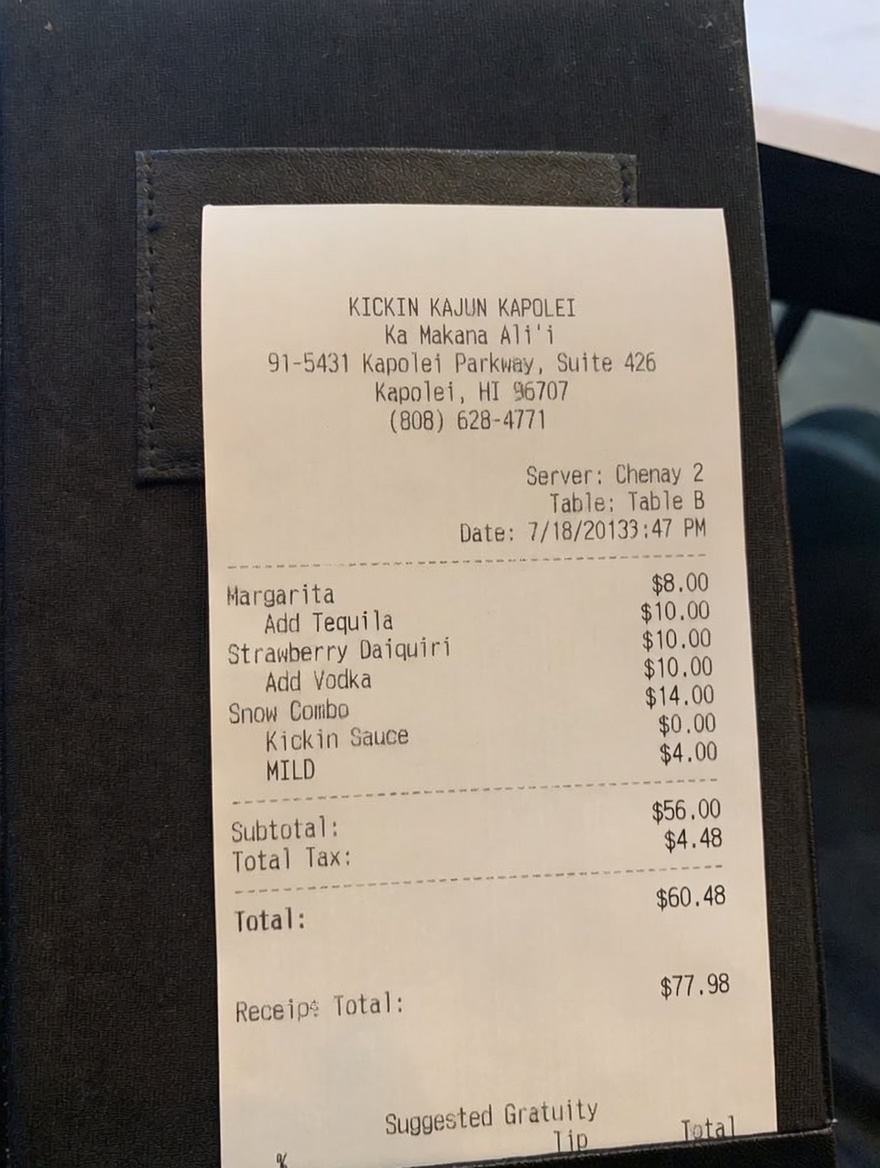 KICKIN KAJUN KAPOLEI
Ka Makana Ali'i
91-5431 Kapolei Parkway, Suite 426
Kapolei, HI 96707
(808) 628-4771
Server: Chenay 2
Table: Table B
Date: 7/18/20133:47 PM
Margarita $8.00
Add Tequila $10.00
Strawberry Daiquiri $10.00
Add Vodka $10.00
Snow Combo $14.00
Kickin Sauce $0.00
MILD $4.00
Subtotal: $56.00
Total Tax: $4.48
Total: $60.48
Receipt Total: $77.98
Suggested Gratuity
% Tip Total